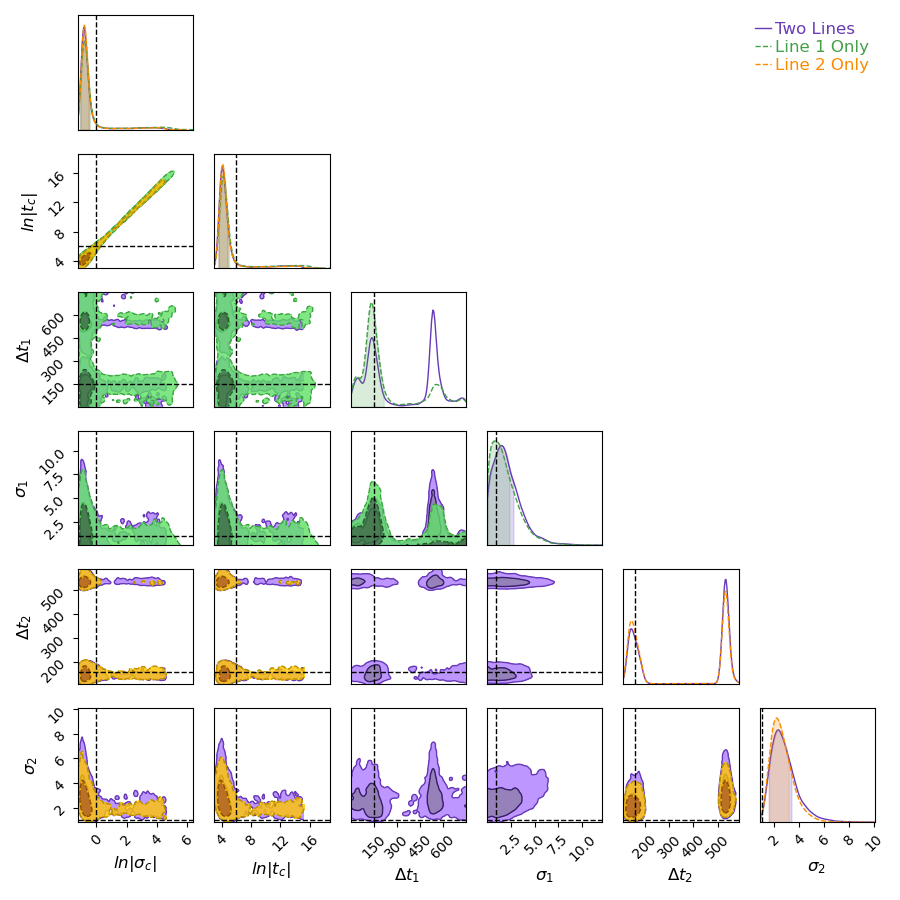 Two Lines
Line 1 Only
Line 2 Only
ln|t_c|
16
12
8
4
Δt₁
600
450
300
150
σ₁
10.0
7.5
5.0
2.5
Δt₂
500
400
300
200
σ₂
10
8
6
4
2
0 2 4 6
4 8 12 16
150 300 450 600
2.5 5.0 7.5 10.0
200 300 400 500
2 4 6 8 10
ln|σ_c|
ln|t_c|
Δt₁
σ₁
Δt₂
σ₂